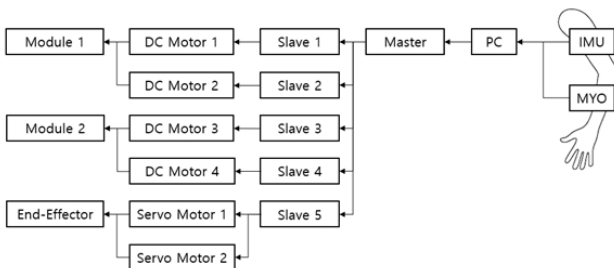 Module 1
DC Motor 1
Slave 1
Master
PC
IMU
DC Motor 2
Slave 2
MYO
Module 2
DC Motor 3
Slave 3
DC Motor 4
Slave 4
End-Effector
Servo Motor 1
Slave 5
Servo Motor 2